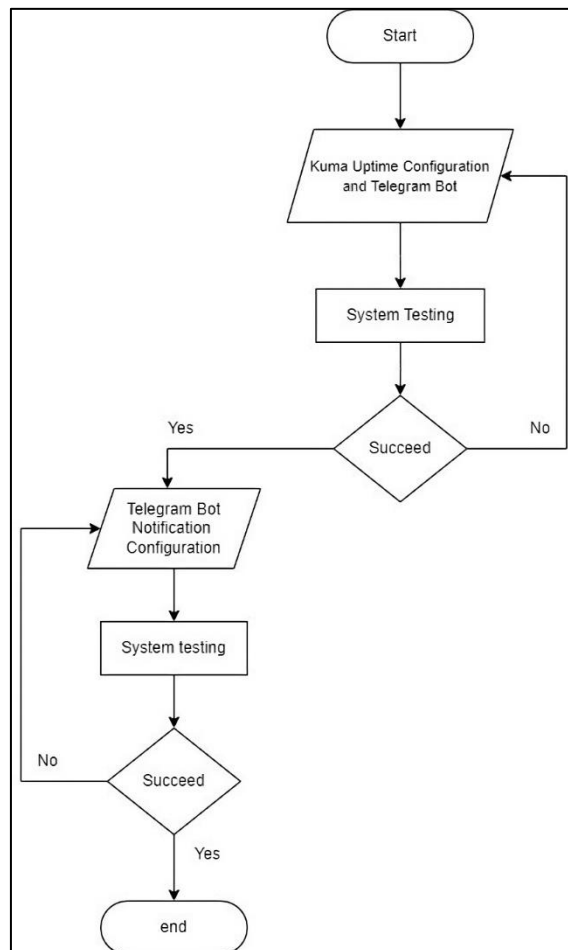 Start
Kuma Uptime Configuration
and Telegram Bot
System Testing
Succeed
Yes
No
Telegram Bot
Notification
Configuration
System testing
Succeed
No
Yes
end